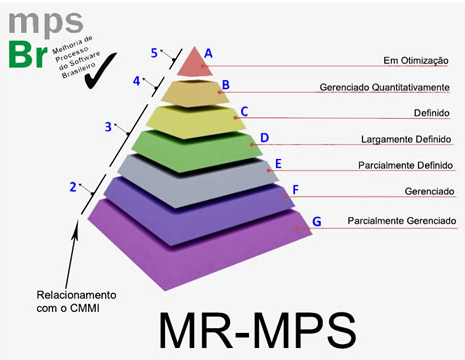 mps
Br
Melhoria de
Processo
do Software
Brasileiro
5
A
Em Otimização
4
B
Gerenciado Quantitativamente
C
Definido
3
D
Largamente Definido
E
Parcialmente Definido
2
F
Gerenciado
G
Parcialmente Gerenciado
Relacionamento
com o CMMI
MR-MPS